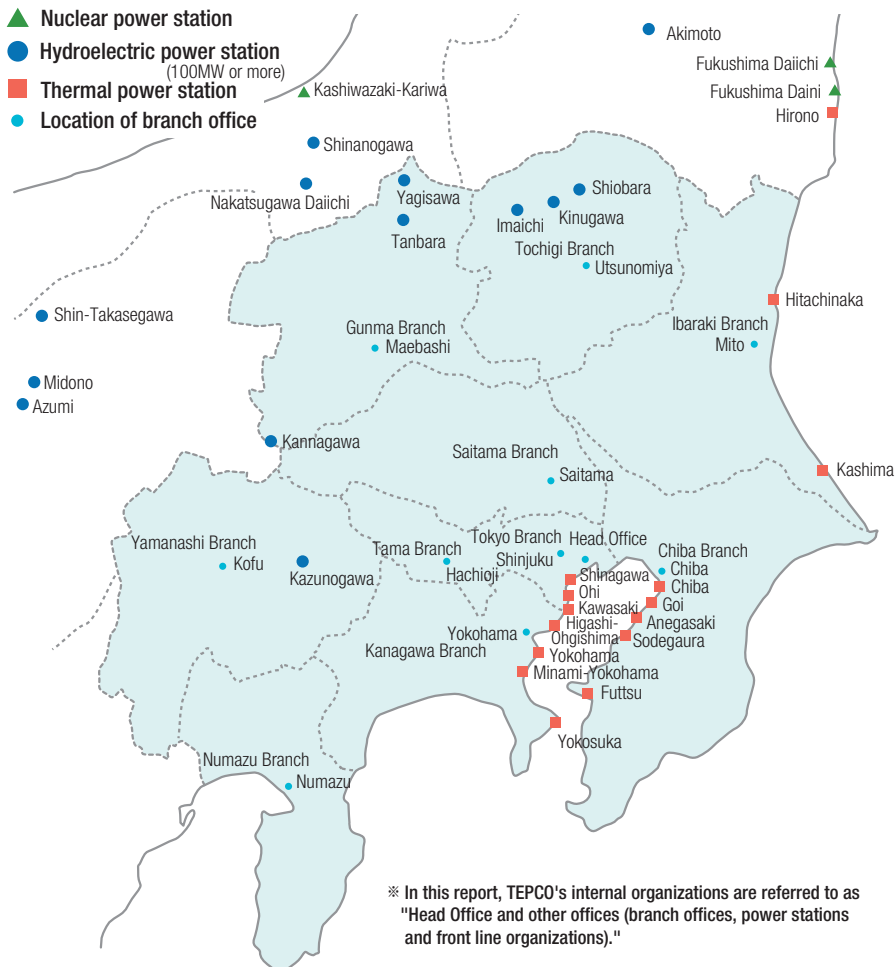 Nuclear power station
Hydroelectric power station
(100MW or more)
Thermal power station
Location of branch office
Akimoto
Fukushima Daiichi
Fukushima Daini
Hirono
Kashiwazaki-Kariwa
Shinanogawa
Nakatsugawa Daiichi
Yagisawa
Tanbara
Shiobara
Kinugawa
Imaichi
Tochigi Branch
Utsunomiya
Hitachinaka
Ibaraki Branch
Mito
Shin-Takasegawa
Gunma Branch
Maebashi
Midono
Azumi
Kannagawa
Saitama Branch
Saitama
Kashima
Yamanashi Branch
Kofu
Kazunogawa
Tama Branch
Hachioji
Tokyo Branch
Shinjuku
Head Office
Chiba Branch
Chiba
Shinagawa
Chiba
Ohi
Goi
Kawasaki
Anegasaki
Higashi-
Ohgishima
Sodegaura
Yokohama
Kanagawa Branch
Yokohama
Minami-Yokohama
Futtsu
Yokosuka
Numazu Branch
Numazu
※ In this report, TEPCO's internal organizations are referred to as
"Head Office and other offices (branch offices, power stations
and front line organizations)."